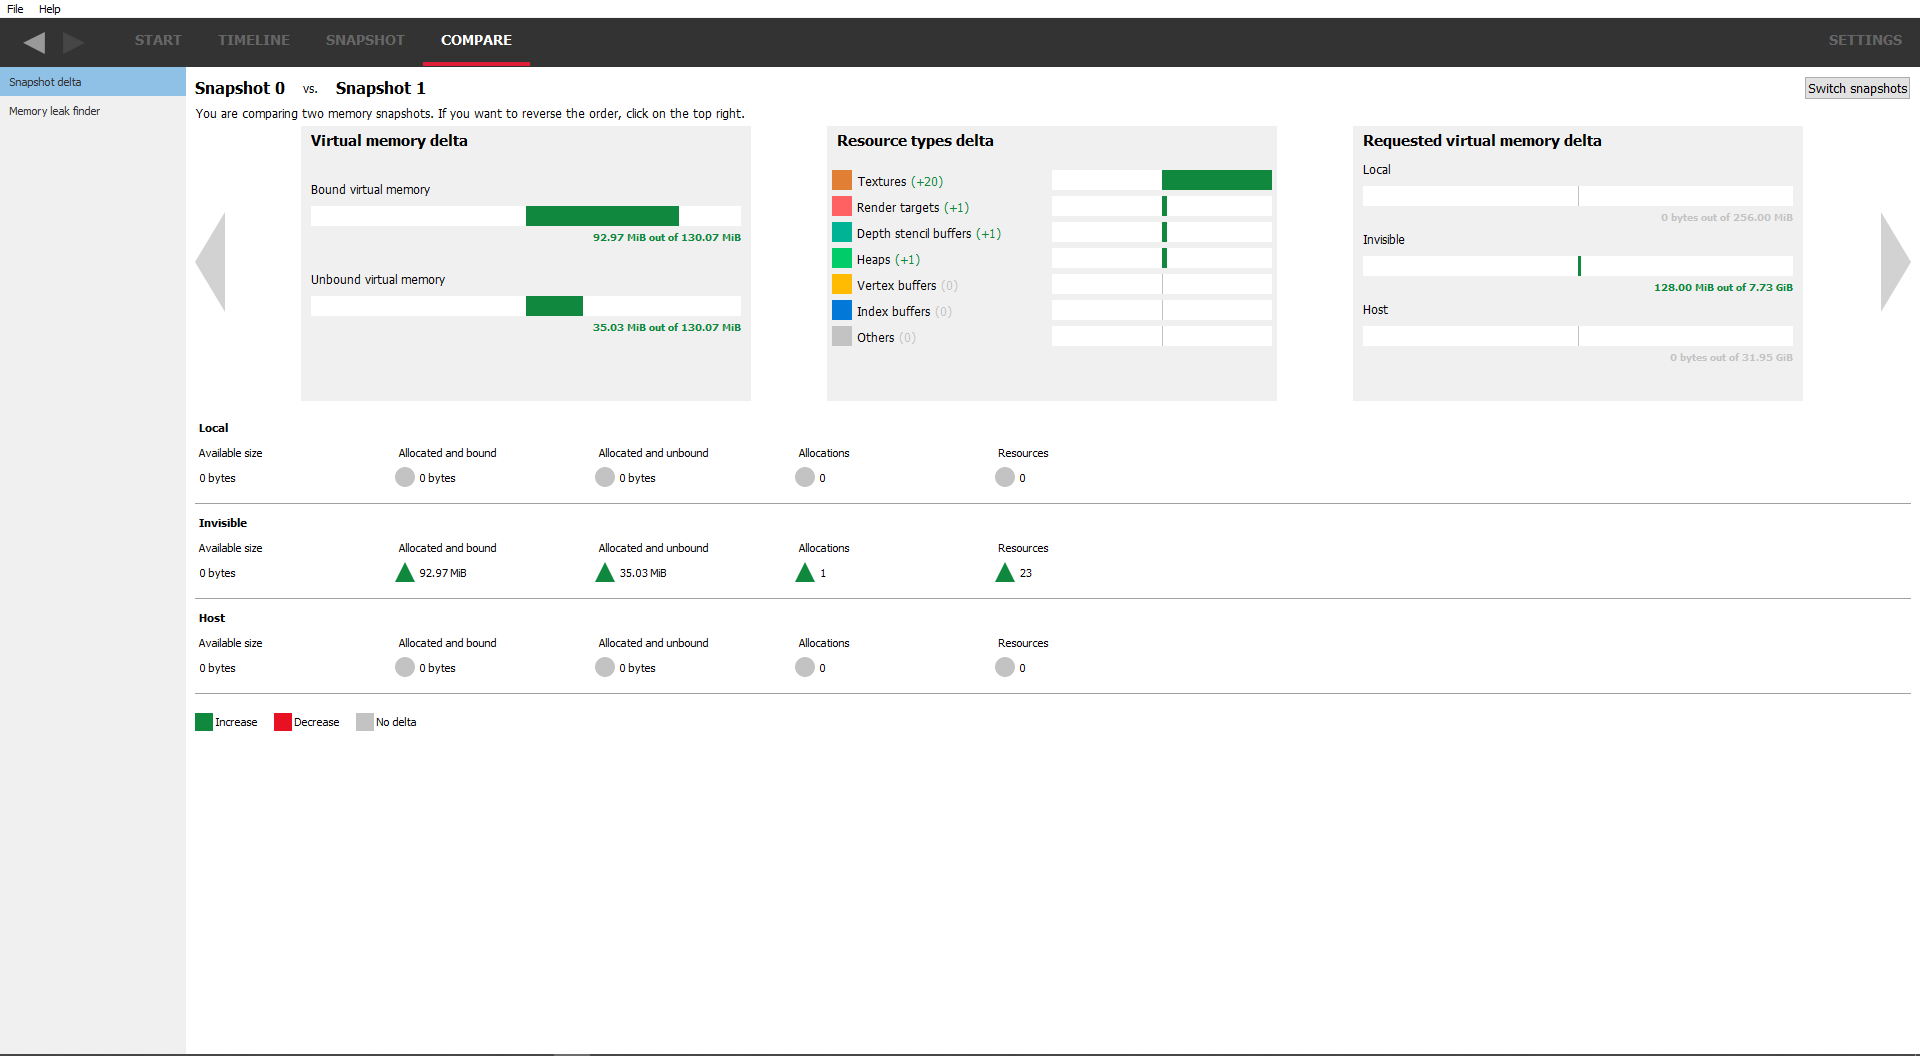 File Help
START TIMELINE SNAPSHOT COMPARE SETTINGS
Snapshot delta
Memory leak finder
Snapshot 0 vs. Snapshot 1
Switch snapshots
You are comparing two memory snapshots. If you want to reverse the order, click on the top right.
Virtual memory delta
Bound virtual memory
92.97 MiB out of 130.07 MiB
Unbound virtual memory
35.03 MiB out of 130.07 MiB
Resource types delta
Textures (+20)
Render targets (+1)
Depth stencil buffers (+1)
Heaps (+1)
Vertex buffers (0)
Index buffers (0)
Others (0)
Requested virtual memory delta
Local
0 bytes out of 256.00 MiB
Invisible
128.00 MiB out of 7.73 GiB
Host
0 bytes out of 31.95 GiB
Local
Available size Allocated and bound Allocated and unbound Allocations Resources
0 bytes 0 bytes 0 bytes 0 0
Invisible
Available size Allocated and bound Allocated and unbound Allocations Resources
0 bytes 92.97 MiB 35.03 MiB 1 23
Host
Available size Allocated and bound Allocated and unbound Allocations Resources
0 bytes 0 bytes 0 bytes 0 0
Increase Decrease No delta